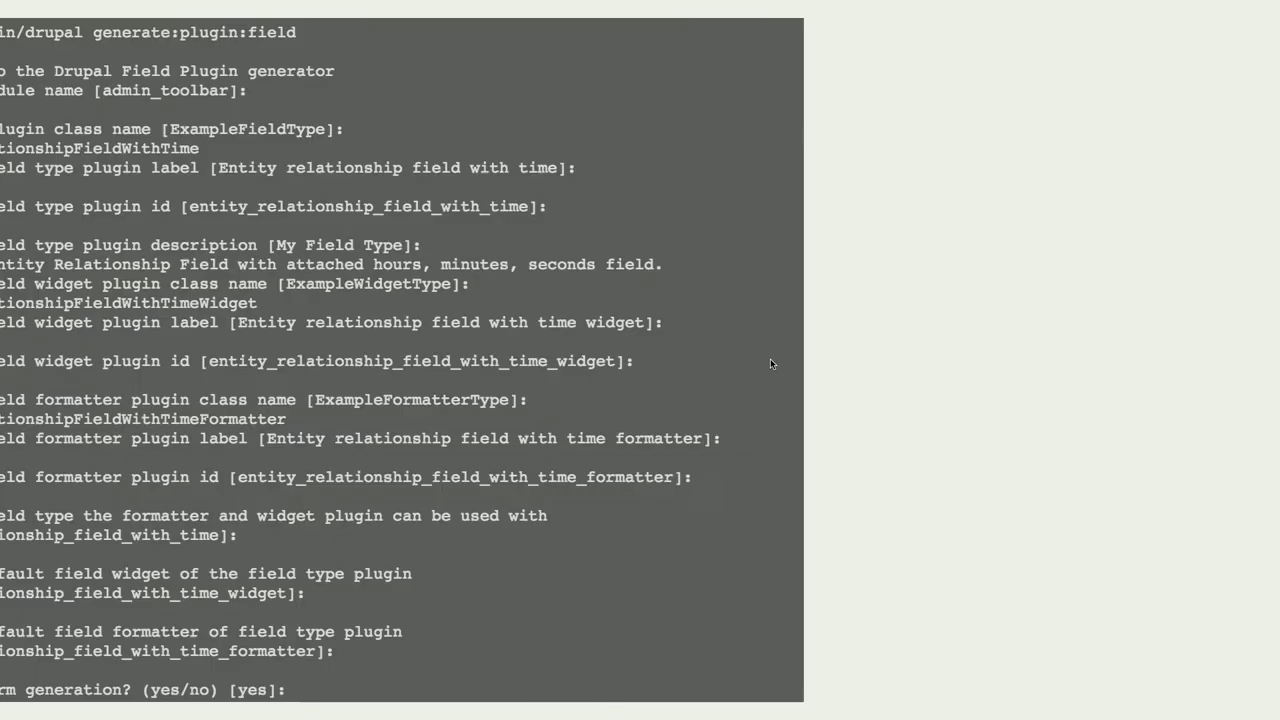 in/drupal generate:plugin:field
o the Drupal Field Plugin generator
dule name [admin_toolbar]:
lugin class name [ExampleFieldType]:
tionshipFieldWithTime
eld type plugin label [Entity relationship field with time]:
eld type plugin id [entity_relationship_field_with_time]:
eld type plugin description [My Field Type]:
ntity Relationship Field with attached hours, minutes, seconds field.
eld widget plugin class name [ExampleWidgetType]:
tionshipFieldWithTimeWidget
eld widget plugin label [Entity relationship field with time widget]:
eld widget plugin id [entity_relationship_field_with_time_widget]:
eld formatter plugin class name [ExampleFormatterType]:
tionshipFieldWithTimeFormatter
eld formatter plugin label [Entity relationship field with time formatter]:
eld formatter plugin id [entity_relationship_field_with_time_formatter]:
eld type the formatter and widget plugin can be used with
ionship_field_with_time]:
fault field widget of the field type plugin
ionship_field_with_time_widget]:
fault field formatter of field type plugin
ionship_field_with_time_formatter]:
rm generation? (yes/no) [yes]: